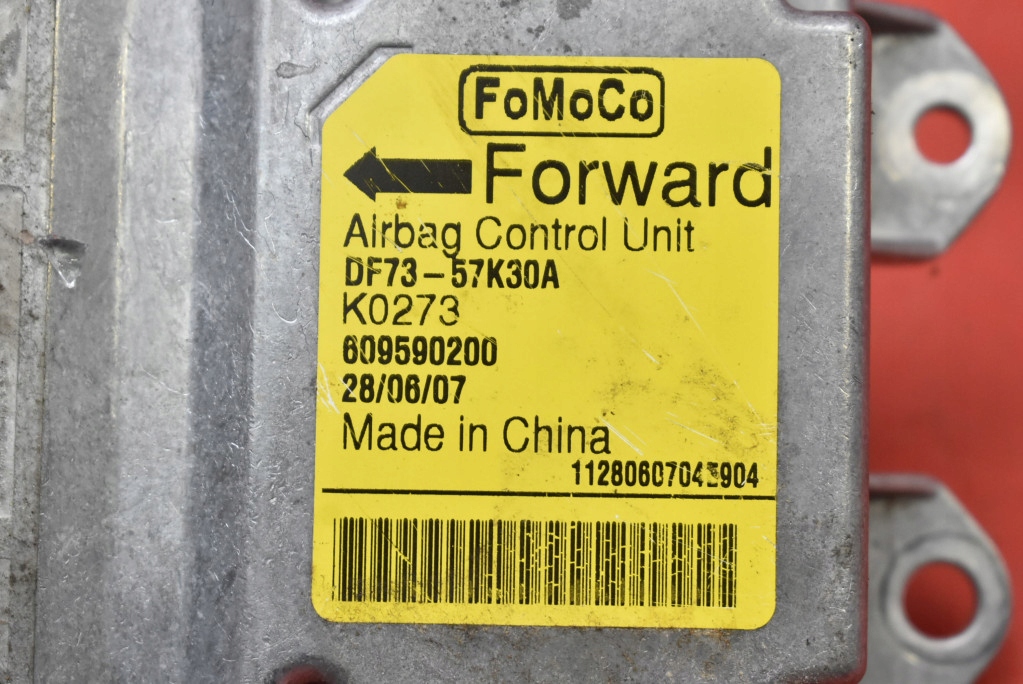 FoMoCo
Forward
Airbag Control Unit
DF73-57K30A
K0273
609590200
28/06/07
Made in China